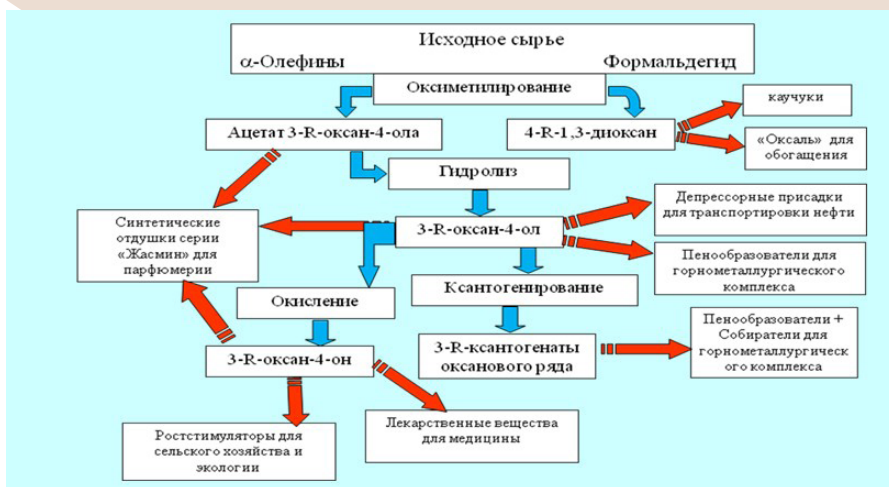 Исходное сырье
α-Олефины Формальдегид
Оксиметилирование
каучуки
Ацетат 3-R-оксан-4-ола
4-R-1,3-диоксан
«Оксаль» для
обогащения
Гидролиз
Депрессорные присадки
для транспортировки нефти
Синтетические
отдушки серии
«Жасмин» для
парфюмерии
3-R-оксан-4-ол
Пенообразователи для
горнометаллургического
комплекса
Окисление
Ксантогенирование
Пенообразователи +
Собиратели для
горнометаллургическ
ого комплекса
3-R-оксан-4-он
3-R-ксантогенаты
оксанового ряда
Лекарственные вещества
для медицины
Ростстимуляторы для
сельского хозяйства и
экологии